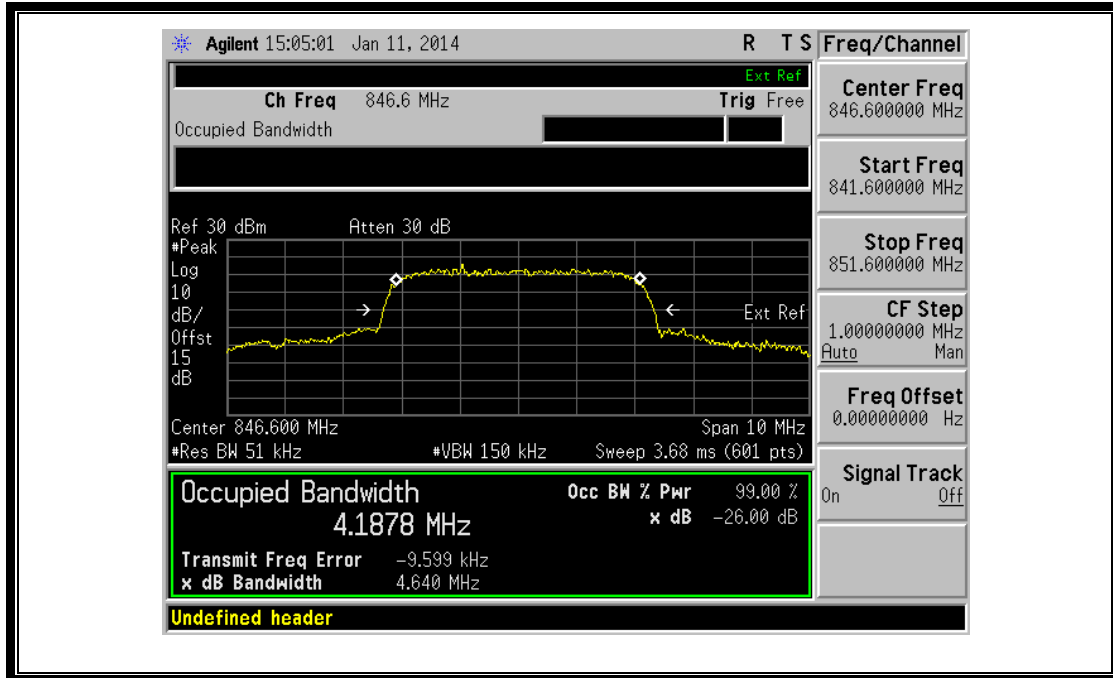 Agilent 15:05:01 Jan 11, 2014 R T S
Freq/Channel
Ext Ref
Ch Freq 846.6 MHz Trig Free
Occupied Bandwidth
Center Freq
846.600000 MHz
Start Freq
841.600000 MHz
Stop Freq
851.600000 MHz
CF Step
1.00000000 MHz
Auto Man
Freq Offset
0.00000000 Hz
Signal Track
On Off
Ref 30 dBm Atten 30 dB
#Peak
Log
10
dB/
Offst
15
dB
Ext Ref
Center 846.600 MHz Span 10 MHz
#Res BW 51 kHz #VBW 150 kHz Sweep 3.68 ms (601 pts)
Occupied Bandwidth Occ BW % Pwr 99.00 %
4.1878 MHz x dB -26.00 dB
Transmit Freq Error -9.599 kHz
x dB Bandwidth 4.640 MHz
Undefined header